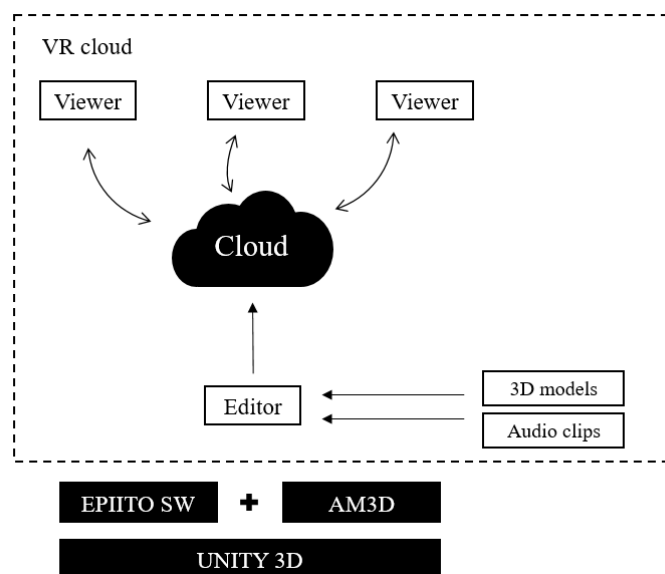 VR cloud
Viewer
Viewer
Viewer
Cloud
Editor
3D models
Audio clips
EPIITO SW
AM3D
UNITY 3D